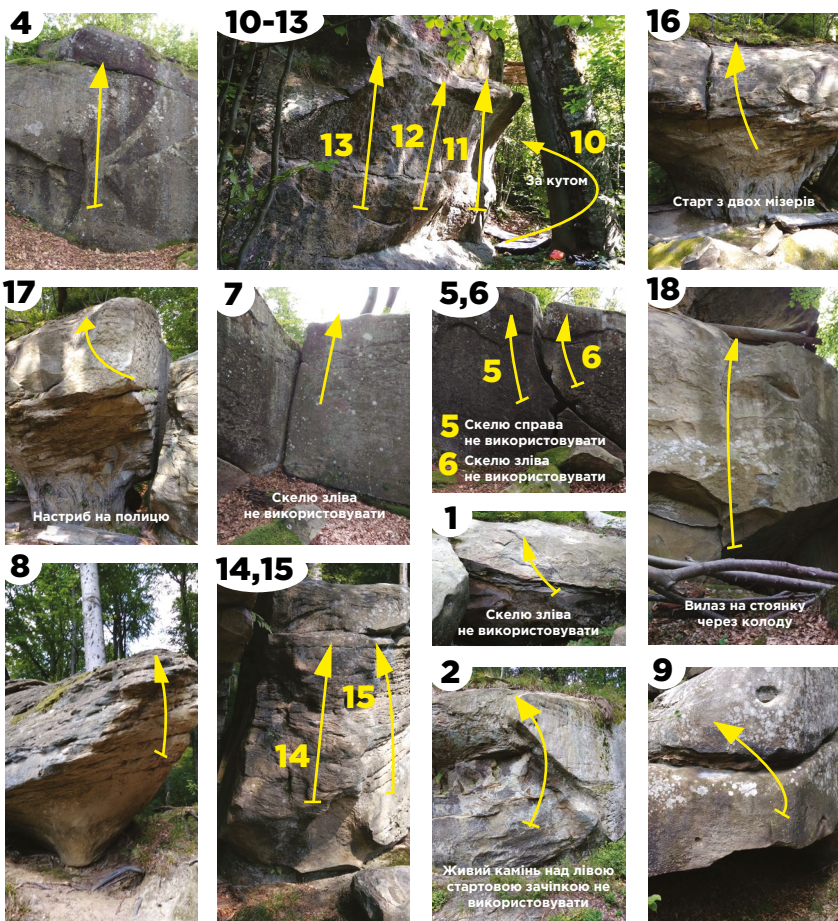 4
10-13
13
12
11
10
За кутом
16
Старт з двох мізерів
17
Настриб на полицю
7
Скелю зліва
не використовувати
5,6
5
6
5 Скелю справа
не використовувати
6 Скелю зліва
не використовувати
18
Вилаз на стоянку
через колоду
1
Скелю зліва
не використовувати
8
14,15
15
14
2
Живий камінь над лівою
стартовою зачіпкою не
використовувати
9